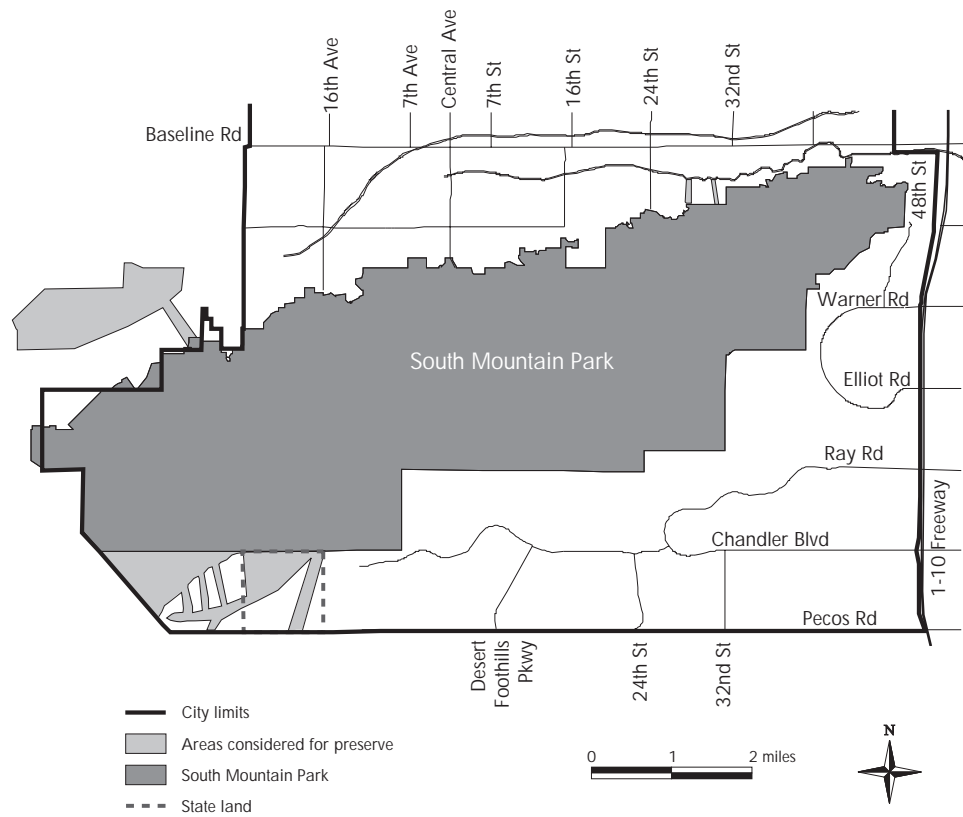 16th Ave
7th Ave
Central Ave
7th St
16th St
24th St
32nd St
Baseline Rd
48th St
Warner Rd
South Mountain Park
Elliot Rd
Ray Rd
1-10 Freeway
Chandler Blvd
Pecos Rd
Desert
Foothills
Pkwy
24th St
32nd St
City limits
Areas considered for preserve
South Mountain Park
State land
0 1 2 miles
N